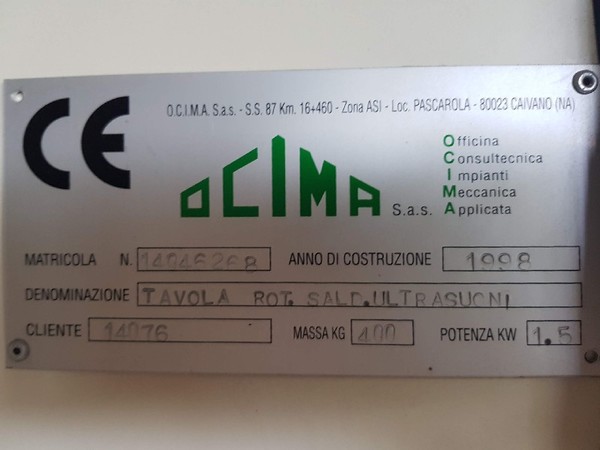 CE
O.C.I.M.A. S.a.s. - S.S. 87 Km. 16+460 - Zona ASI - Loc. PASCAROLA - 80023 CAIVANO (NA)
OCIMA S.a.s.
Officina
Consultecnica
Impianti
Meccanica
Applicata
MATRICOLA N. 14046268 ANNO DI COSTRUZIONE 1998
DENOMINAZIONE TAVOLA ROT. SALD.ULTRASUONI
CLIENTE 14076 MASSA KG 400 POTENZA KW 1.5